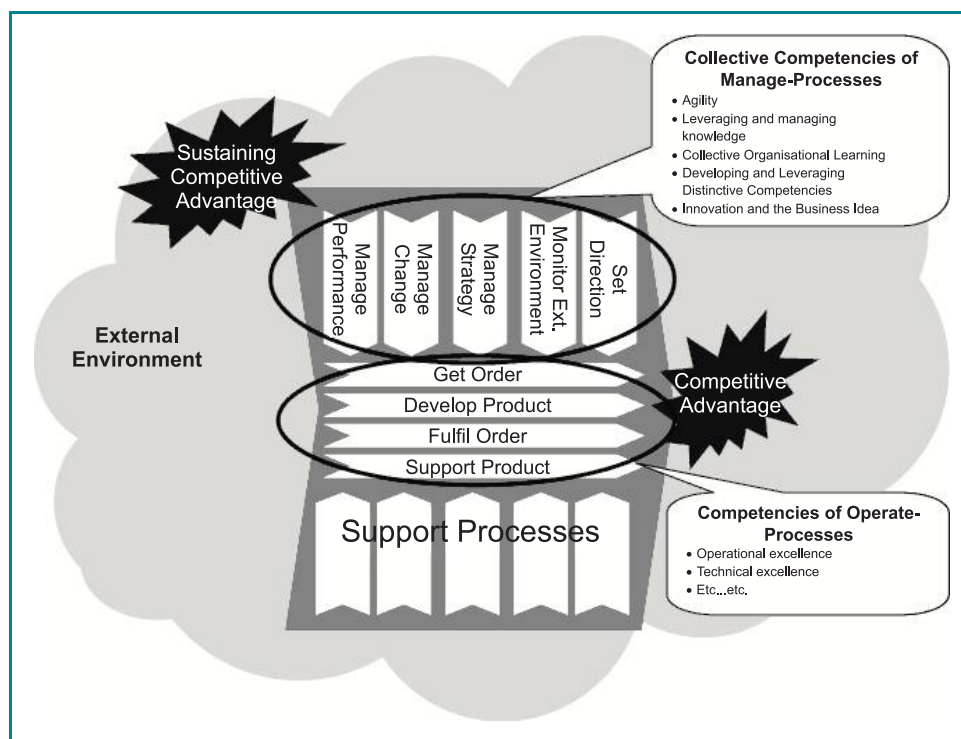 Collective Competencies of
Manage-Processes
• Agility
• Leveraging and managing
knowledge
• Collective Organisational Learning
• Developing and Leveraging
Distinctive Competencies
• Innovation and the Business Idea
Sustaining
Competitive
Advantage
Manage
Performance
Manage
Change
Manage
Strategy
Monitor Ext.
Environment
Set
Direction
External
Environment
Get Order
Develop Product
Fulfil Order
Support Product
Competitive
Advantage
Support Processes
Competencies of Operate-
Processes
• Operational excellence
• Technical excellence
• Etc...etc.